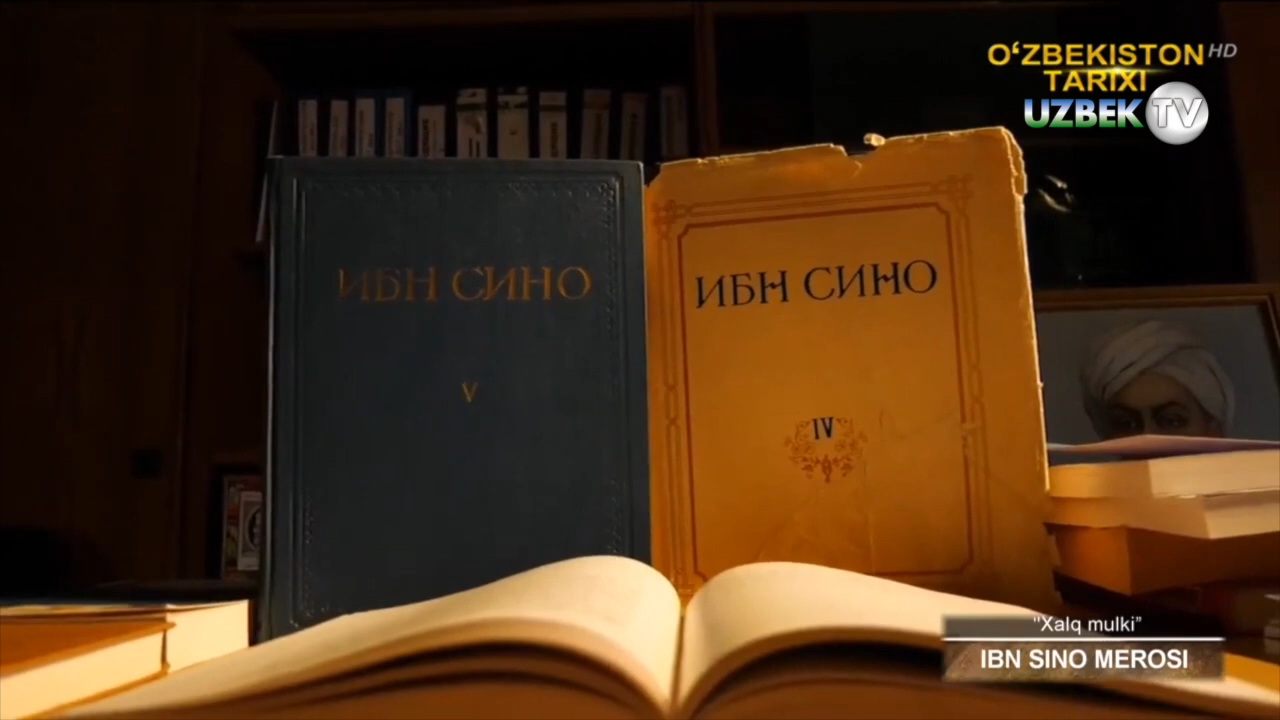 O‘ZBEKISTON HD
TARIXI
UZBEK TV
ИБН СИНО
V
ИБН СИНО
IV
"Xalq mulki”
IBN SINO MEROSI